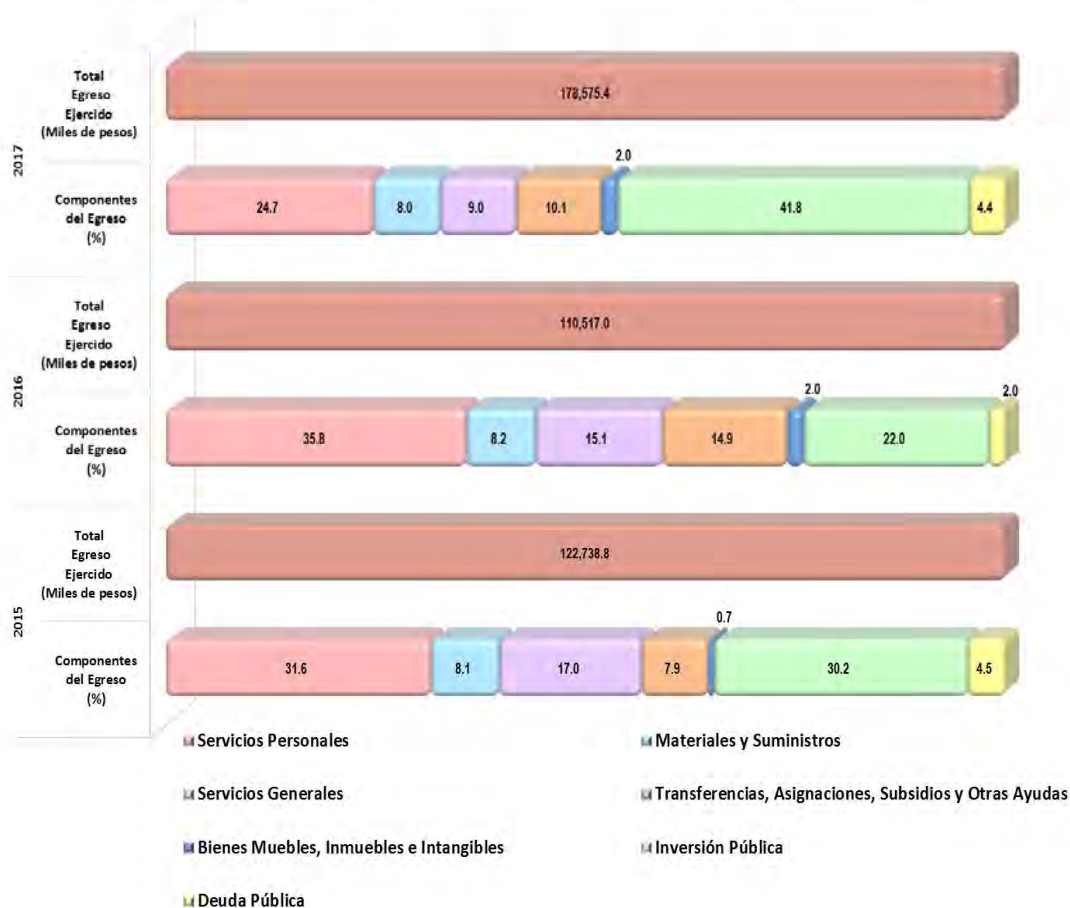 2017
Total
Egreso
Ejercido
(Miles de pesos)
178,575.4
Componentes
del Egreso
(%)
24.7
8.0
9.0
10.1
2.0
41.8
4.4
2016
Total
Egreso
Ejercido
(Miles de pesos)
110,517.0
Componentes
del Egreso
(%)
35.8
8.2
15.1
14.9
2.0
22.0
2.0
2015
Total
Egreso
Ejercido
(Miles de pesos)
122,738.8
Componentes
del Egreso
(%)
31.6
8.1
17.0
7.9
0.7
30.2
4.5
Servicios Personales
Materiales y Suministros
Servicios Generales
Transferencias, Asignaciones, Subsidios y Otras Ayudas
Bienes Muebles, Inmuebles e Intangibles
Inversión Pública
Deuda Pública